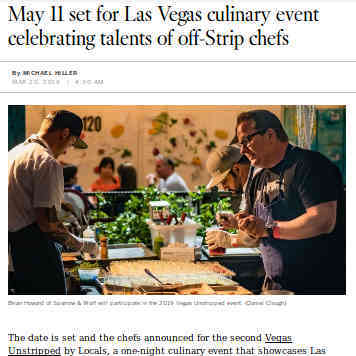 May 11 set for Las Vegas culinary event
celebrating talents of off-Strip chefs
By MICHAEL HILLER
MAR 20, 2019 | 4:30 AM
120
Brian Howard of Sparrow & Wolf will participate in the 2019 Vegas Unstripped event. (Daniel Clough)
The date is set and the chefs announced for the second Vegas
Unstripped by Locals, a one-night culinary event that showcases Las